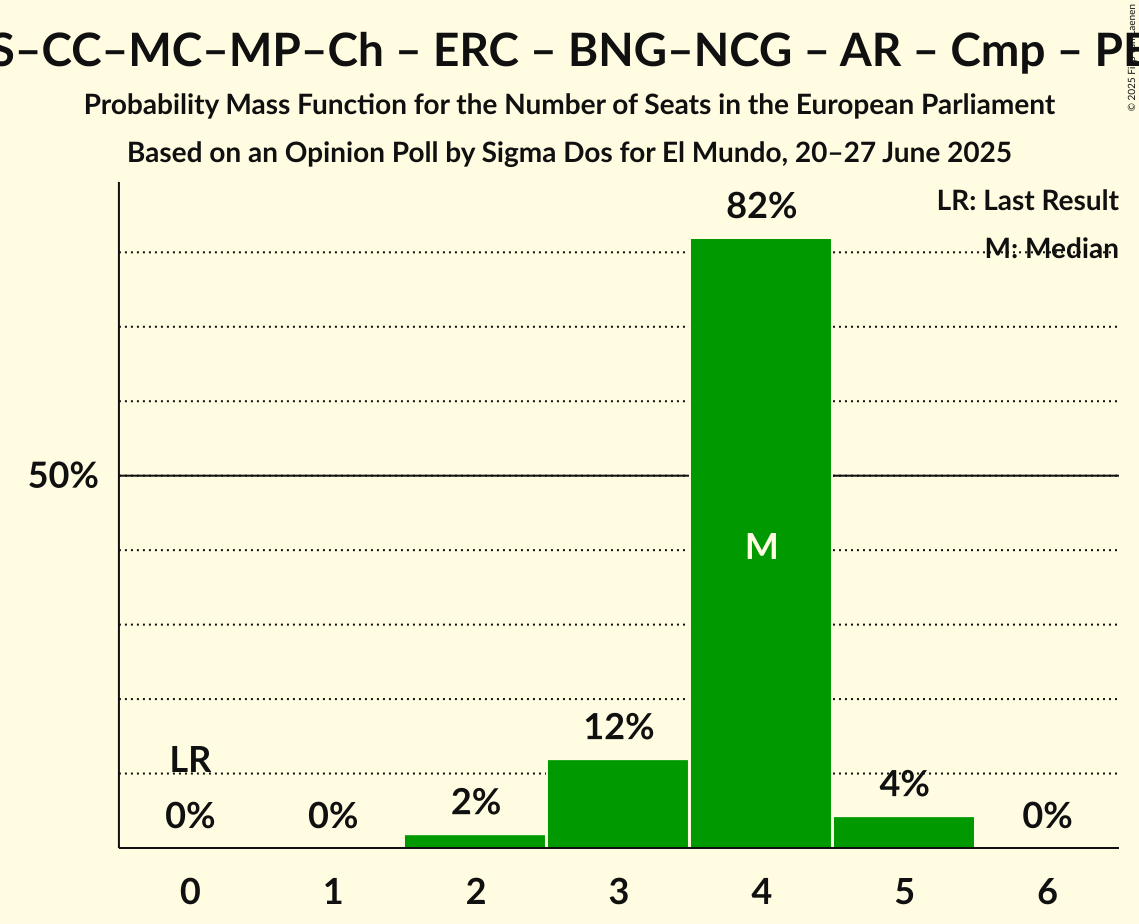 S–CC–MC–MP–Ch – ERC – BNG–NCG – AR – Cmp –
Probability Mass Function for the Number of Seats in the European Parliament
Based on an Opinion Poll by Sigma Dos for El Mundo, 20–27 June 2025
© 2025
LR: Last Result
M: Median
82%
50%
M
12%
LR
4%
2%
0%
0%
0%
0 1 2 3 4 5 6